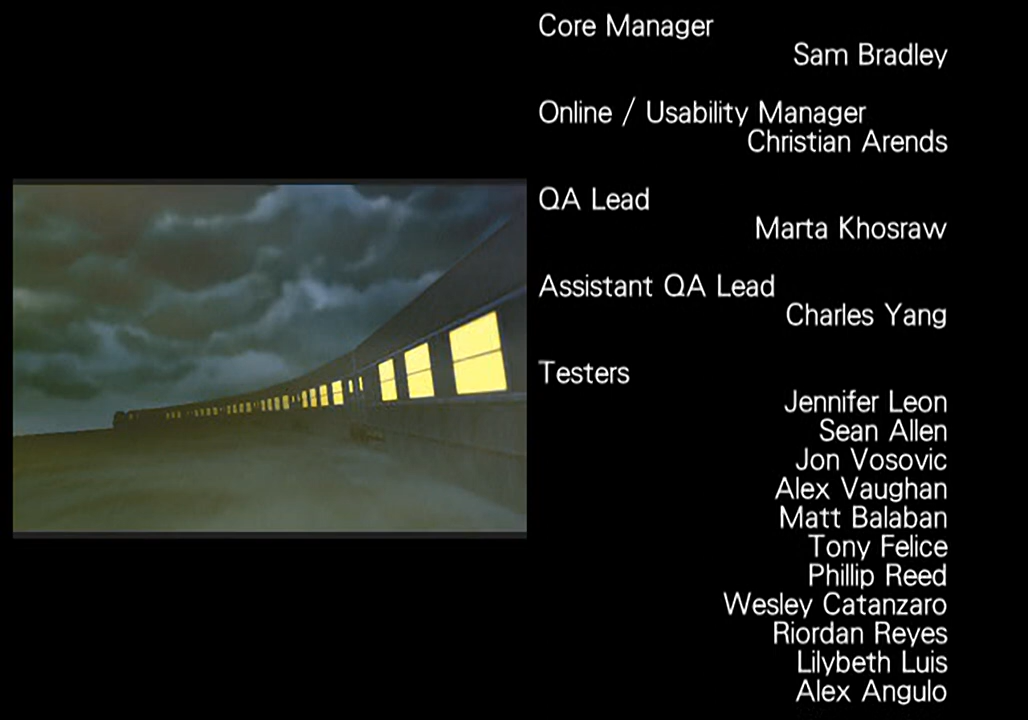 Core Manager
Sam Bradley
Online / Usability Manager
Christian Arends
QA Lead
Marta Khosraw
Assistant QA Lead
Charles Yang
Testers
Jennifer Leon
Sean Allen
Jon Vosovic
Alex Vaughan
Matt Balaban
Tony Felice
Phillip Reed
Wesley Catanzaro
Riordan Reyes
Lilybeth Luis
Alex Angulo